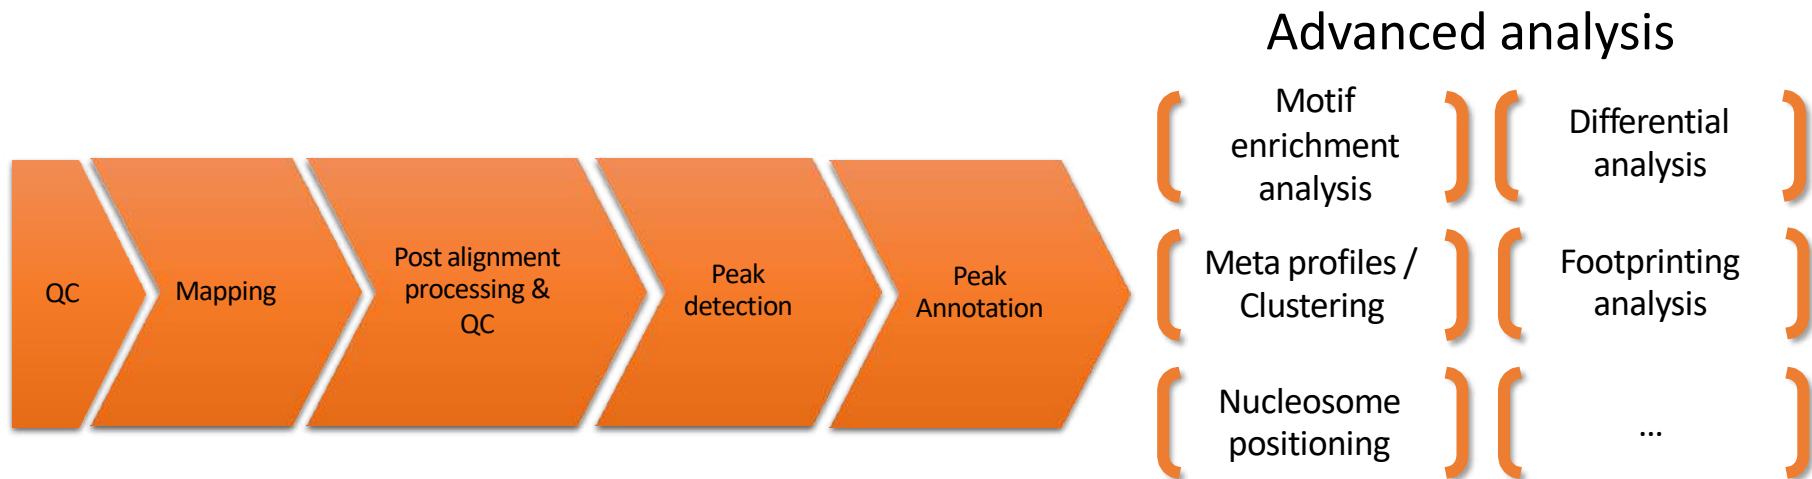 Advanced analysis
QC
Mapping
Post alignment
processing &
QC
Peak
detection
Peak
Annotation
Motif
enrichment
analysis
Differential
analysis
Meta profiles /
Clustering
Footprinting
analysis
Nucleosome
positioning
...